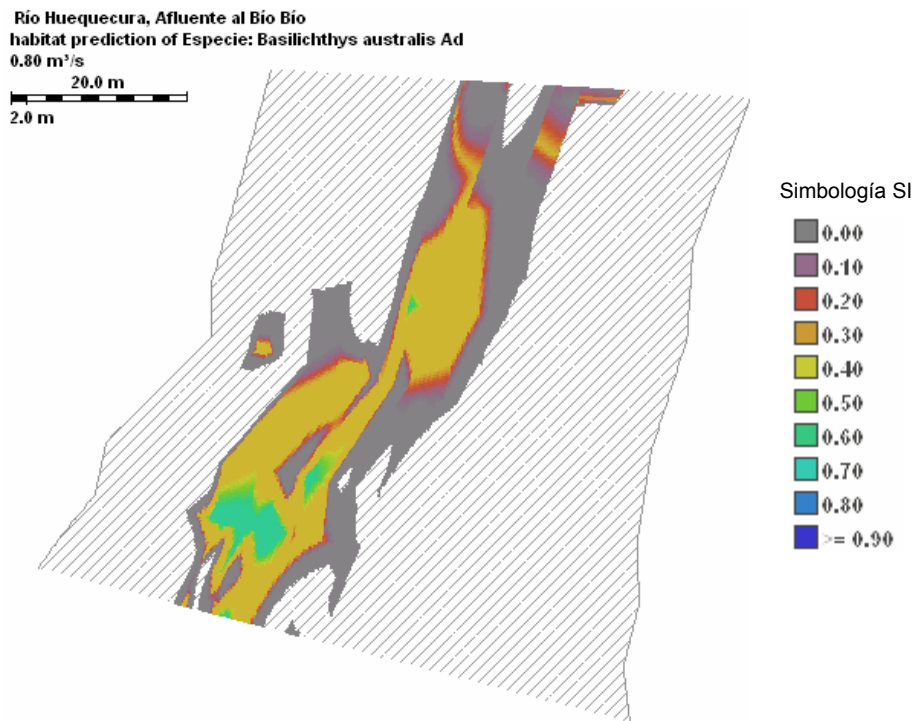 Río Huequecura, Afluente al Bío Bío
habitat prediction of Especie: Basilichthys australis Ad
0.80 m³/s
20.0 m
2.0 m
Simbología SI
0.00
0.10
0.20
0.30
0.40
0.50
0.60
0.70
0.80
>= 0.90